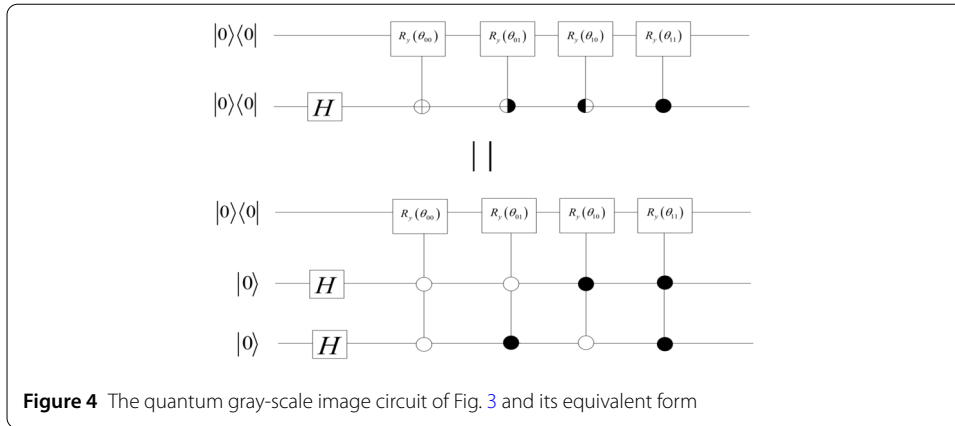 |0⟩⟨0| R_y(θ_00) R_y(θ_01) R_y(θ_10) R_y(θ_11)
|0⟩⟨0| H
||
|0⟩⟨0| R_y(θ_00) R_y(θ_01) R_y(θ_10) R_y(θ_11)
|0⟩ H
|0⟩ H
Figure 4 The quantum gray-scale image circuit of Fig. 3 and its equivalent form